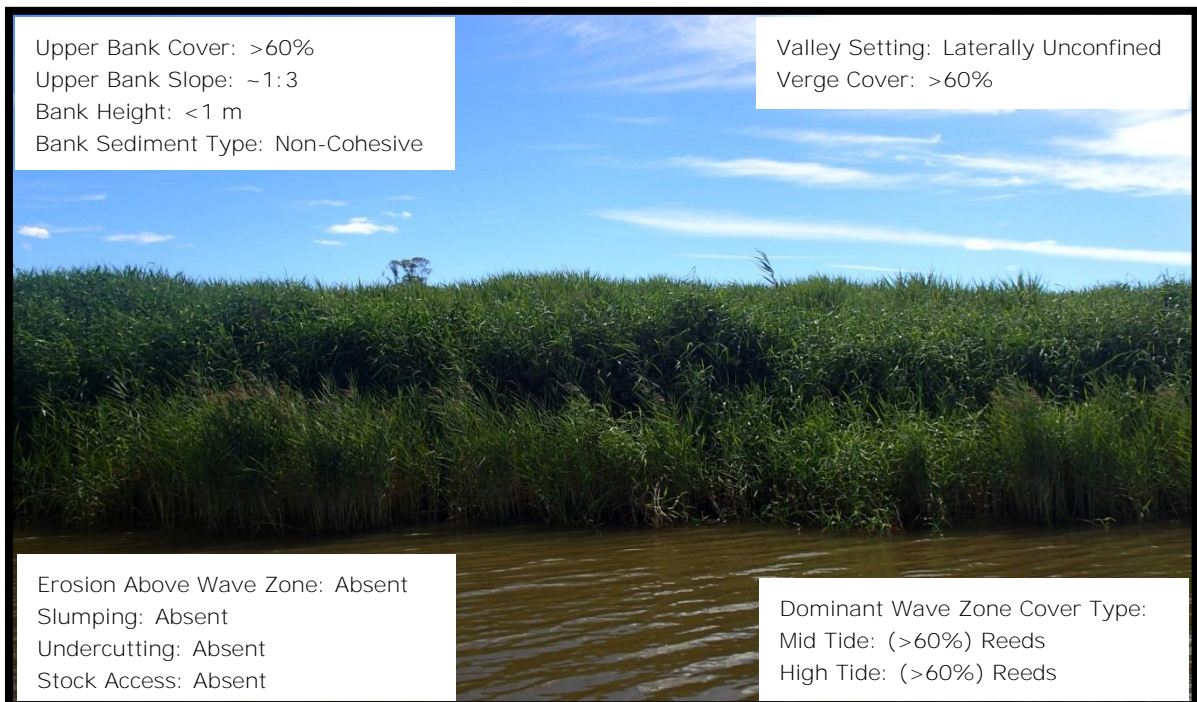 Upper Bank Cover: >60%
Upper Bank Slope: ~1:3
Bank Height: <1 m
Bank Sediment Type: Non-Cohesive
Valley Setting: Laterally Unconfined
Verge Cover: >60%
Erosion Above Wave Zone: Absent
Slumping: Absent
Undercutting: Absent
Stock Access: Absent
Dominant Wave Zone Cover Type:
Mid Tide: (>60%) Reeds
High Tide: (>60%) Reeds